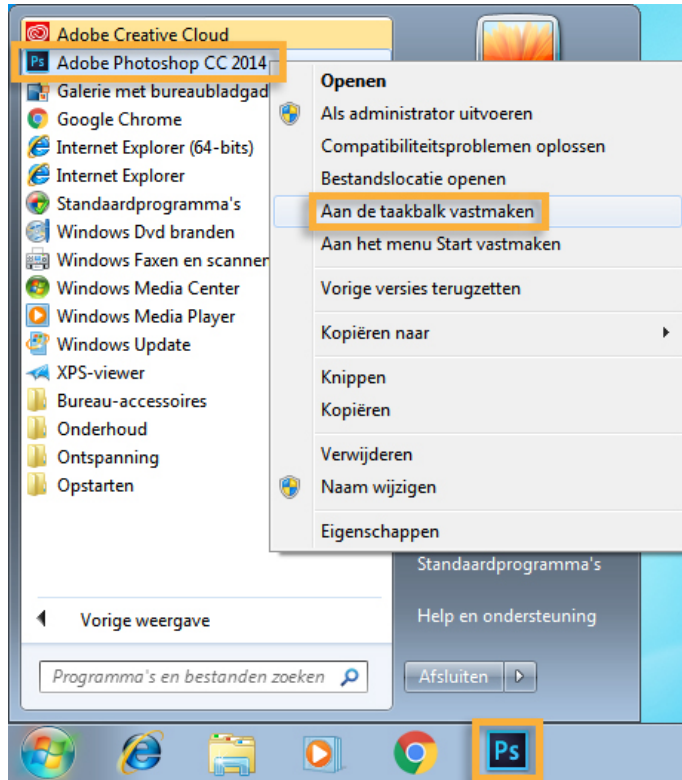 Adobe Creative Cloud
Ps Adobe Photoshop CC 2014
Galerie met bureaubladgad
Google Chrome
Internet Explorer (64-bits)
Internet Explorer
Standaardprogramma's
Windows Dvd branden
Windows Faxen en scannen
Windows Media Center
Windows Media Player
Windows Update
XPS-viewer
Bureau-accessoires
Onderhoud
Ontspanning
Opstarten
Vorige weergave
Programma's en bestanden zoeken
Openen
Als administrator uitvoeren
Compatibiliteitsproblemen oplossen
Bestandslocatie openen
Aan de taakbalk vastmaken
Aan het menu Start vastmaken
Vorige versies terugzetten
Kopiëren naar
Knippen
Kopiëren
Verwijderen
Naam wijzigen
Eigenschappen
Standaardprogramma's
Help en ondersteuning
Afsluiten
Ps